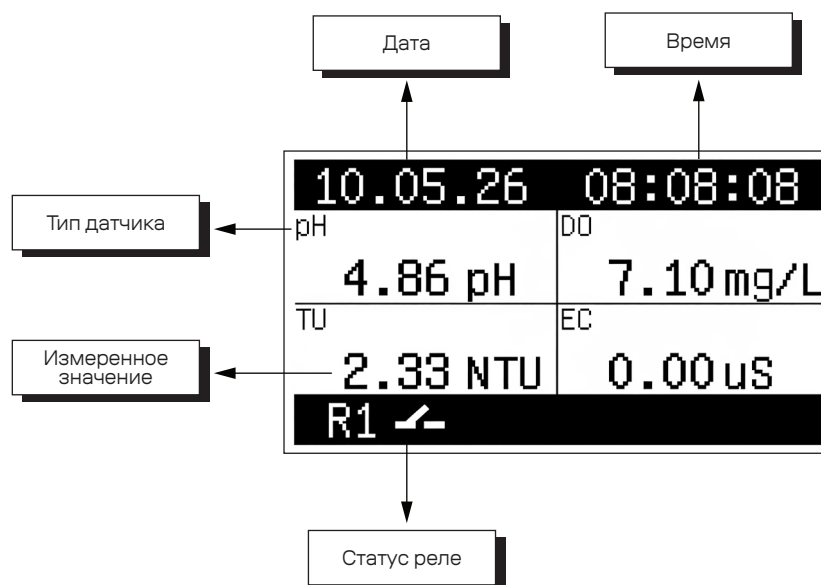 Дата
Время
10.05.26 08:08:08
Тип датчика
pH DO
4.86 pH 7.10 mg/L
TU EC
Измеренное
значение
2.33 NTU 0.00 uS
R1
Статус реле